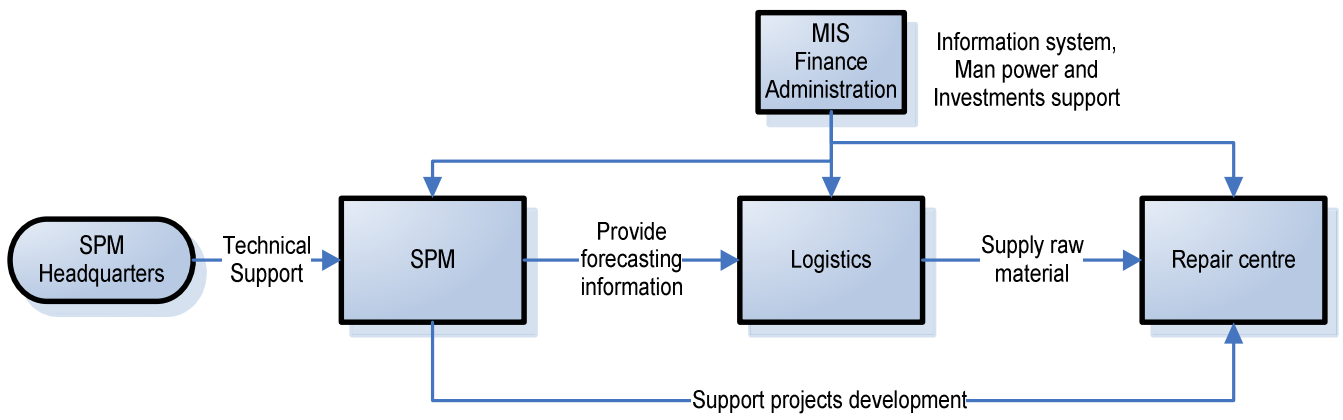 MIS
Finance
Administration
Information system,
Man power and
Investments support
SPM
Headquarters
Technical
Support
SPM
Provide
forecasting
information
Logistics
Supply raw
material
Repair centre
Support projects development